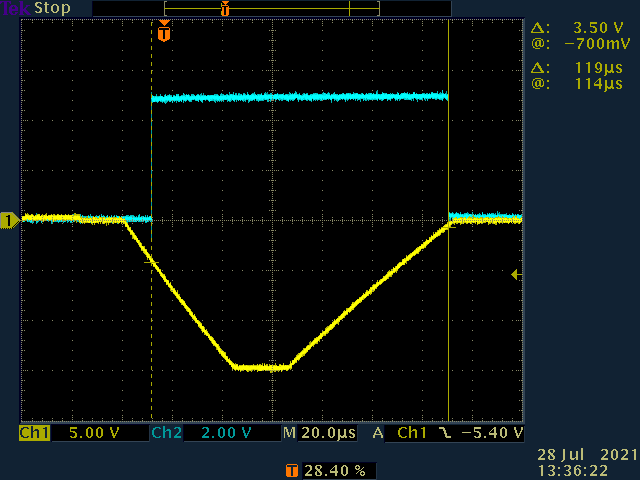 Tek Stop
T
T
Δ: 3.50 V
@: −700mV
Δ: 119µs
@: 114µs
1
Ch1 5.00 V Ch2 2.00 V M 20.0µs A Ch1 −5.40 V
T 28.40 %
28 Jul 2021
13:36:22